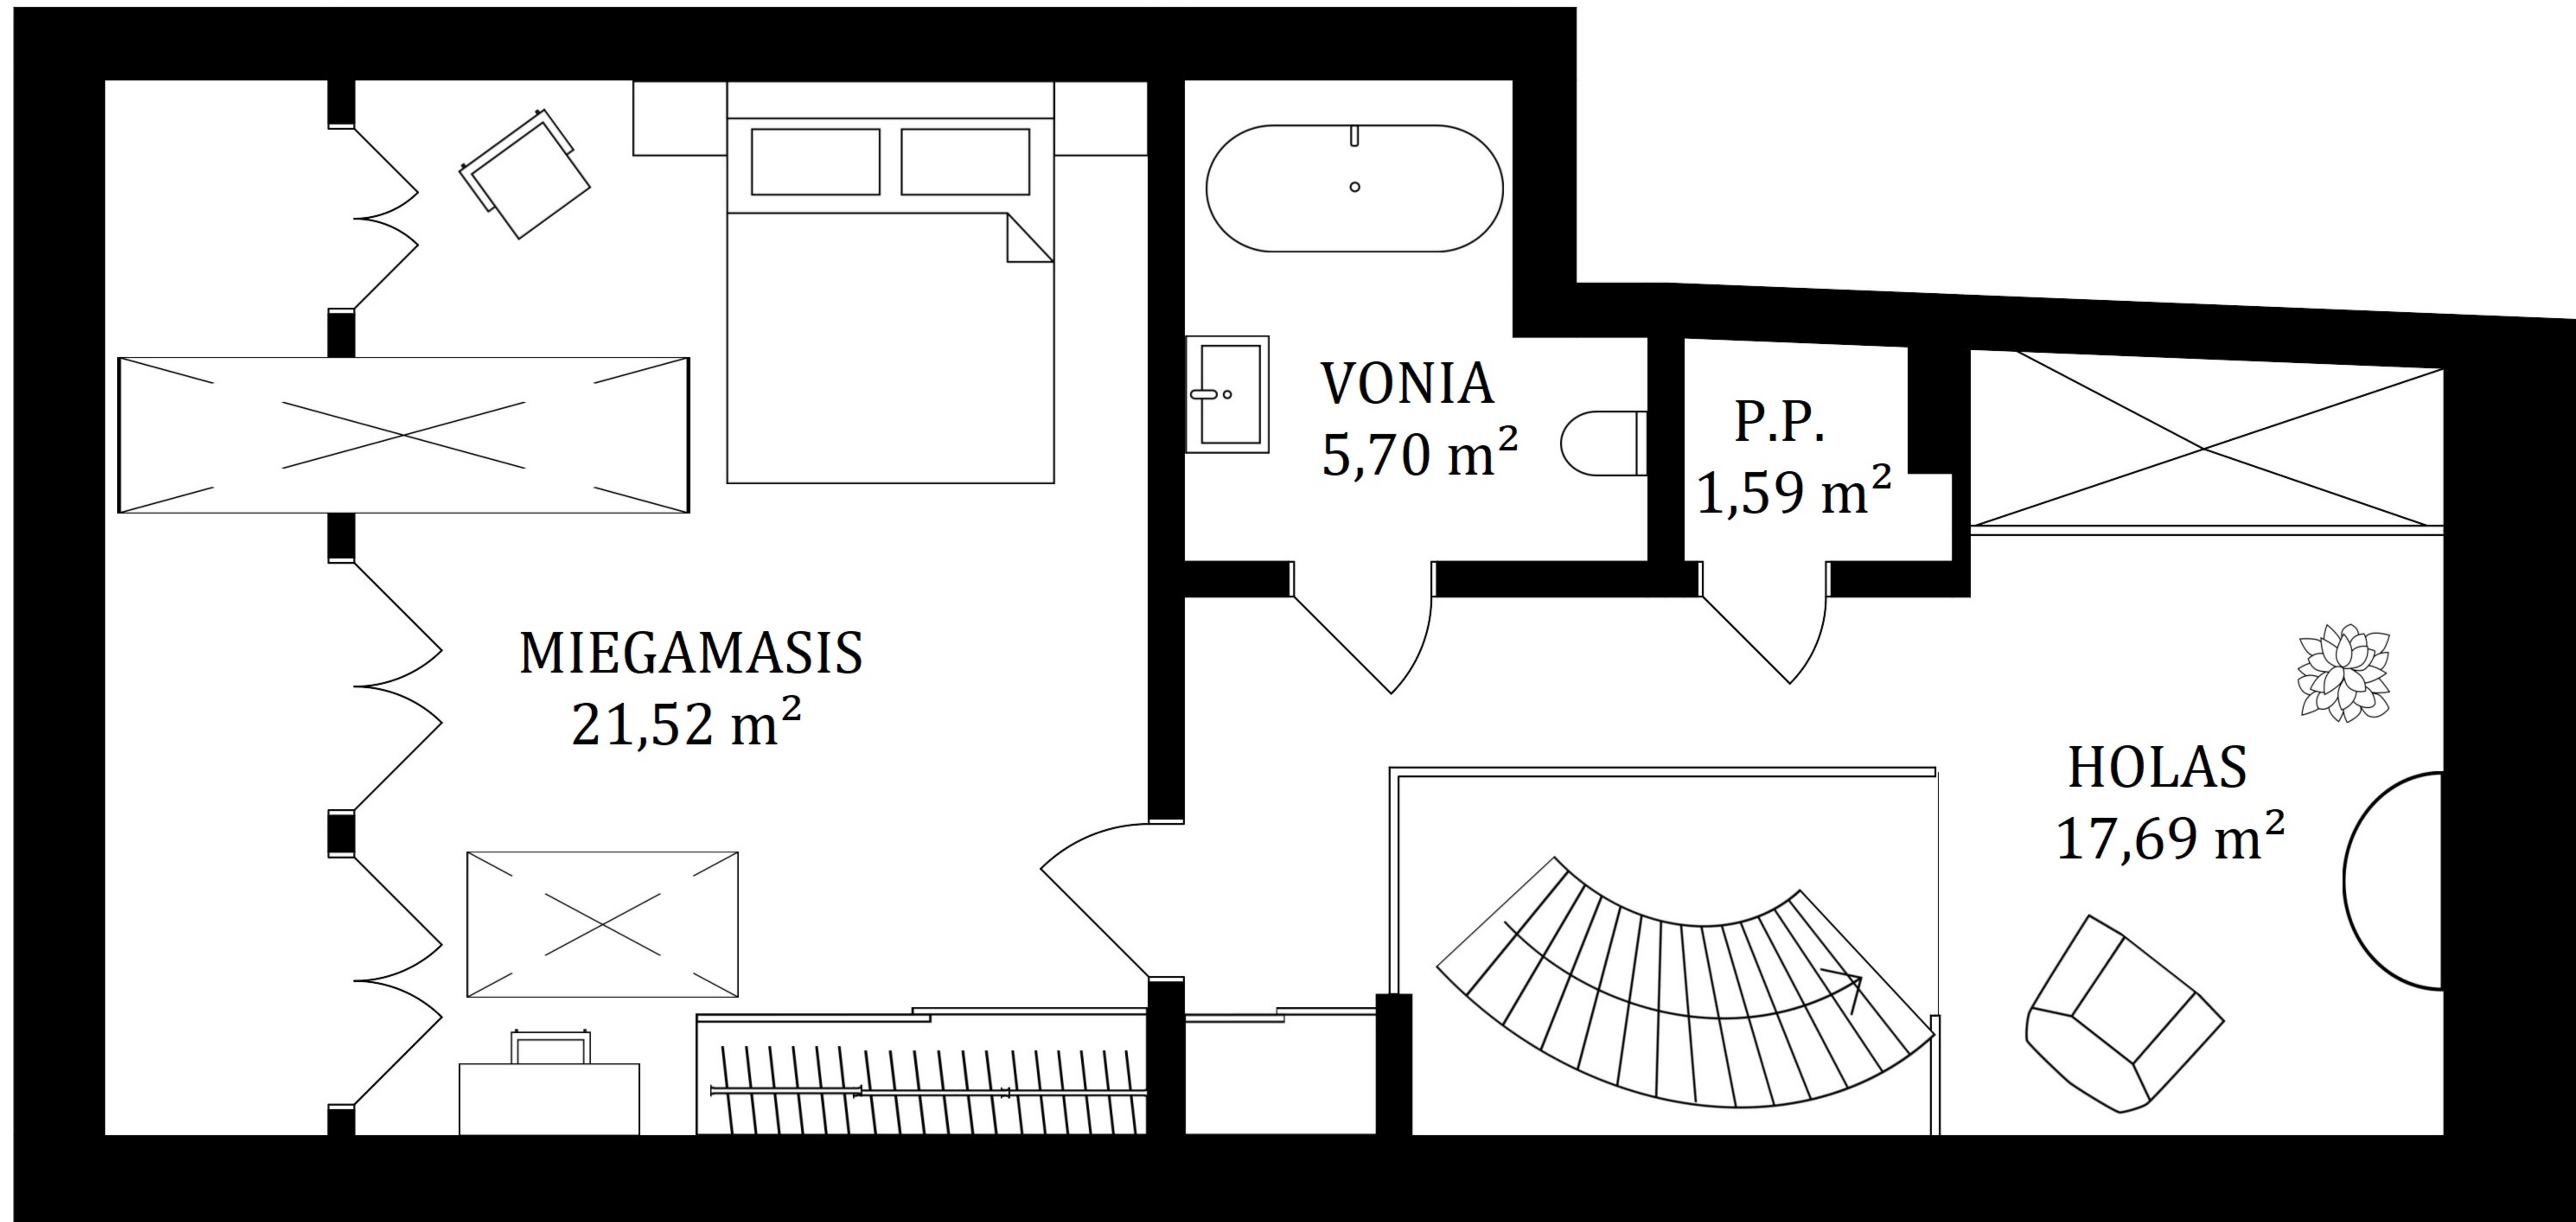 VONIA
5,70 m²
P.P.
1,59 m²
MIEGAMASIS
21,52 m²
HOLAS
17,69 m²